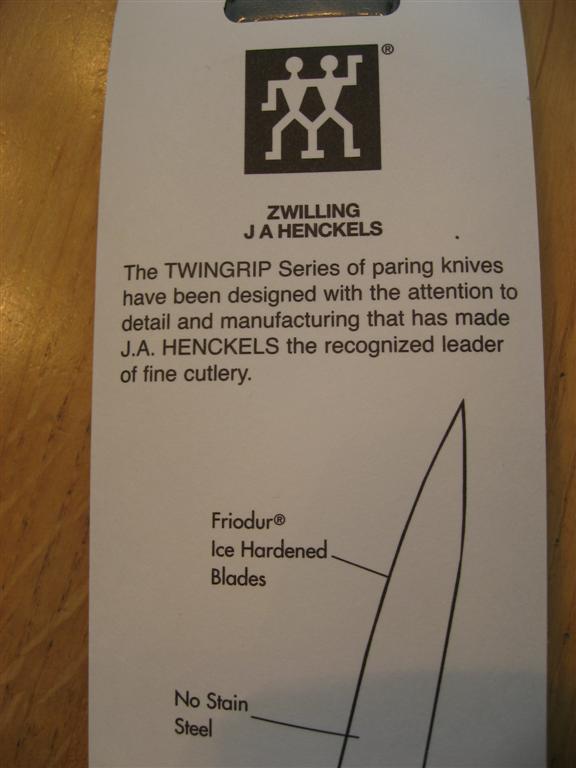 ®
ZWILLING
J A HENCKELS
The TWINGRIP Series of paring knives
have been designed with the attention to
detail and manufacturing that has made
J.A. HENCKELS the recognized leader
of fine cutlery.
Friodur®
Ice Hardened
Blades
No Stain
Steel